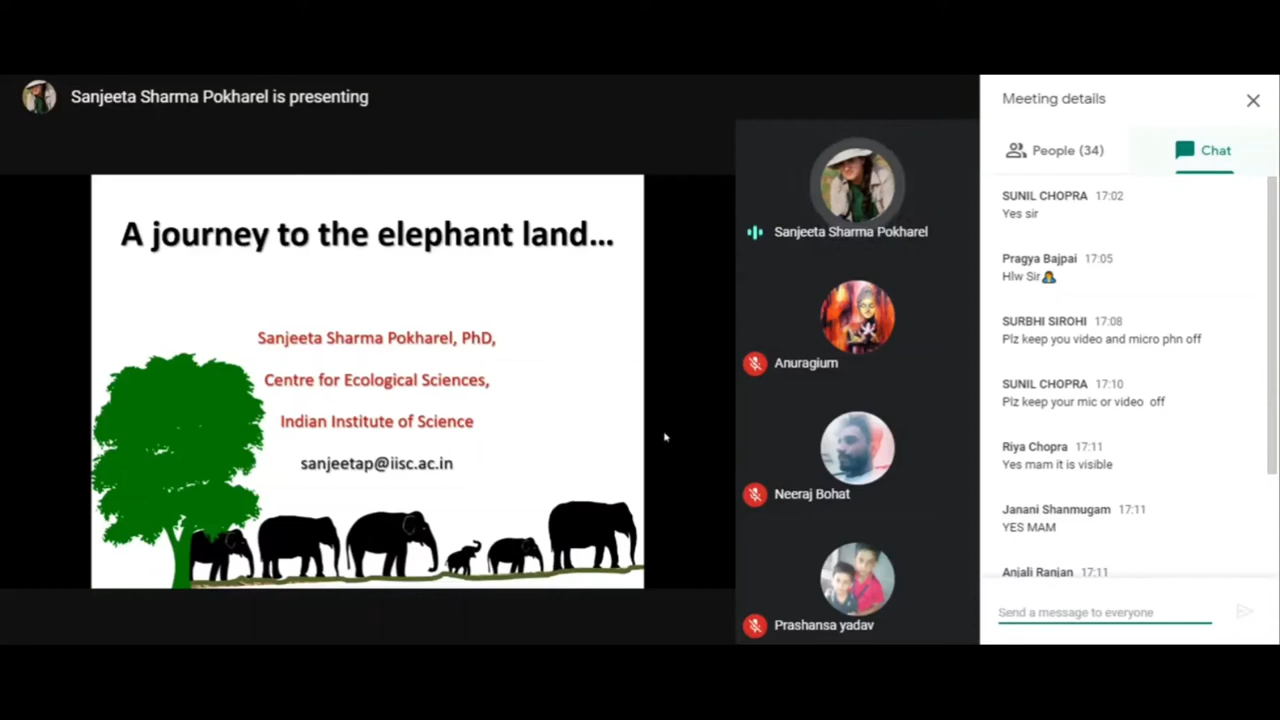 Sanjeeta Sharma Pokharel is presenting
A journey to the elephant land...
Sanjeeta Sharma Pokharel, PhD,
Centre for Ecological Sciences,
Indian Institute of Science
sanjeetap@iisc.ac.in
Sanjeeta Sharma Pokharel
Anuragium
Neeraj Bohat
Prashansa yadav
Meeting details
People (34)
Chat
SUNIL CHOPRA 17:02
Yes sir
Pragya Bajpai 17:05
Hlw Sir🙇‍♂️
SURBHI SIROHI 17:08
Plz keep you video and micro phn off
SUNIL CHOPRA 17:10
Plz keep your mic or video off
Riya Chopra 17:11
Yes mam it is visible
Janani Shanmugam 17:11
YES MAM
Anjali Ranjan 17:11
Send a message to everyone